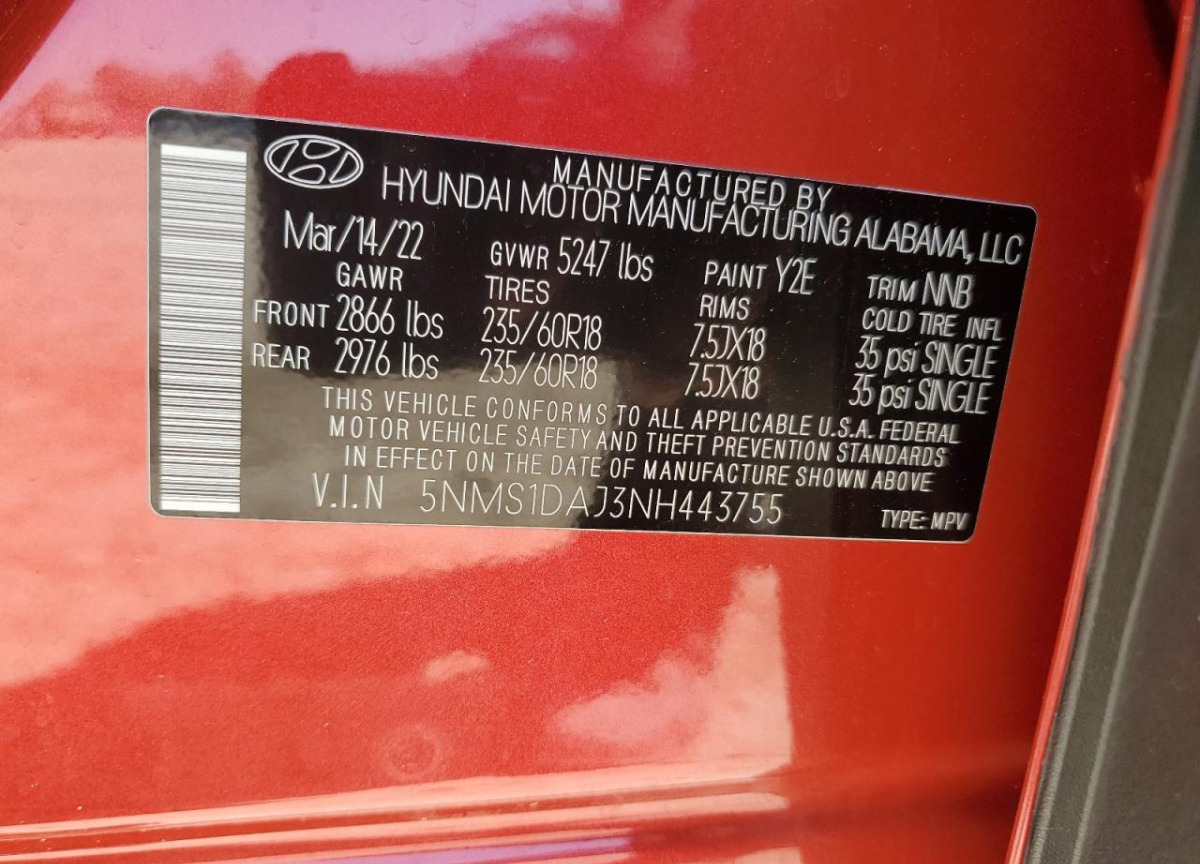 MANUFACTURED BY
HYUNDAI MOTOR MANUFACTURING ALABAMA, LLC
Mar/14/22 GVWR 5247 lbs PAINT Y2E TRIM NNB
GAWR TIRES RIMS COLD TIRE INFL
FRONT 2866 lbs 235/60R18 7.5JX18 35 psi SINGLE
REAR 2976 lbs 235/60R18 7.5JX18 35 psi SINGLE
THIS VEHICLE CONFORMS TO ALL APPLICABLE U.S.A. FEDERAL
MOTOR VEHICLE SAFETY AND THEFT PREVENTION STANDARDS
IN EFFECT ON THE DATE OF MANUFACTURE SHOWN ABOVE
V.I.N 5NMS1DAJ3NH443755 TYPE: MPV